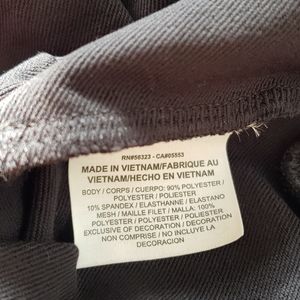 RN#56323 - CA#05553
MADE IN VIETNAM/FABRIQUE AU
VIETNAM/HECHO EN VIETNAM
BODY / CORPS / CUERPO: 90% POLYESTER /
POLYESTER / POLIESTER
10% SPANDEX / ELASTHANNE / ELASTANO
MESH / MAILLE FILET / MALLA: 100%
POLYESTER / POLYESTER / POLIESTER
EXCLUSIVE OF DECORATION / DECORATION
NON COMPRISE / NO INCLUYE LA
DECORACION